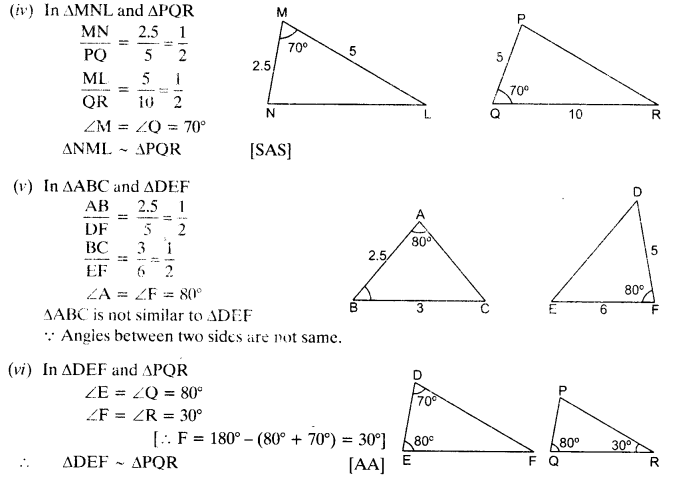 (iv) In ΔMNL and ΔPQR
MN/PQ = 2.5/5 = 1/2
ML/QR = 5/10 = 1/2
∠M = ∠Q = 70°
ΔNML ~ ΔPQR [SAS]
M
70°
5
2.5
N
L
P
5
70°
Q
10
R
(v) In ΔABC and ΔDEF
AB/DF = 2.5/5 = 1/2
BC/EF = 3/6 = 1/2
∠A = ∠F = 80°
ΔABC is not similar to ΔDEF
∵ Angles between two sides are not same.
A
80°
2.5
B
3
C
D
5
80°
E
6
F
(vi) In ΔDEF and ΔPQR
∠E = ∠Q = 80°
∠F = ∠R = 30°
[∴ F = 180° – (80° + 70°) = 30°]
∴ ΔDEF ~ ΔPQR [AA]
D
70°
80°
E
F
P
80°
30°
Q
R